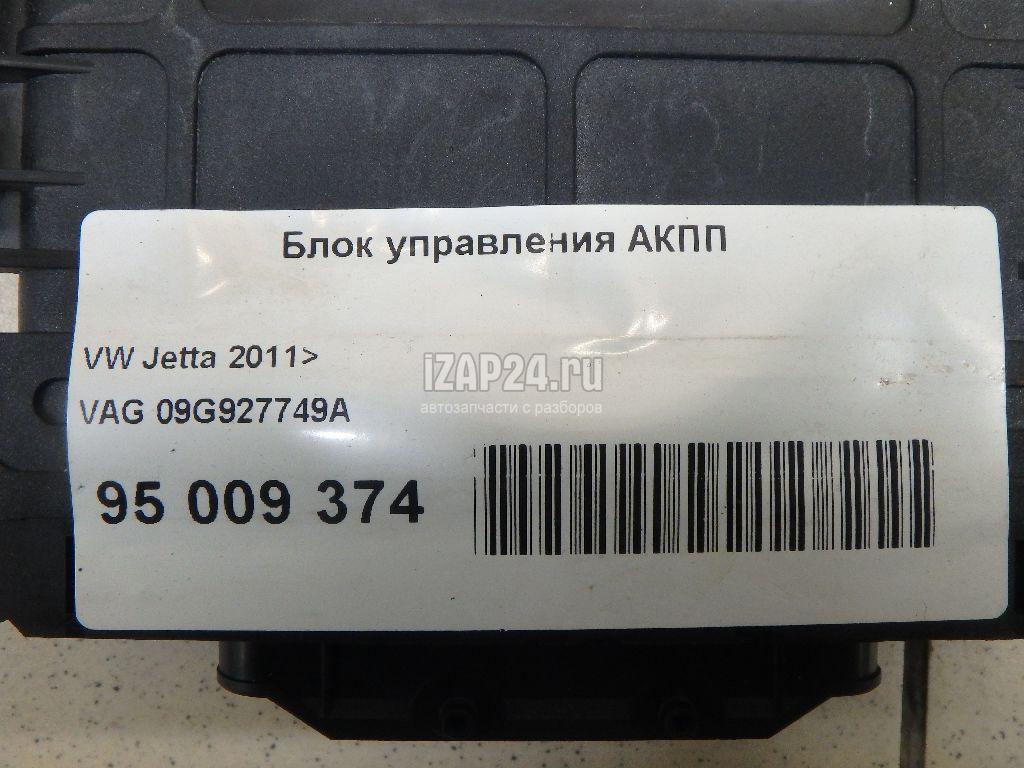 Блок управления АКПП
VW Jetta 2011>
iZAP24.ru
VAG 09G927749A
автозапчасти с разборов
95 009 374